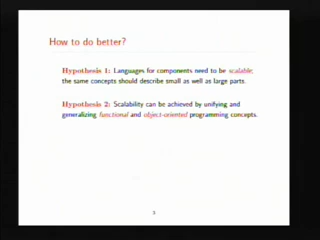 How to do better?
Hypothesis 1: Languages for components need to be scalable;
the same concepts should describe small as well as large parts.
Hypothesis 2: Scalability can be achieved by unifying and
generalizing functional and object-oriented programming concepts.
3